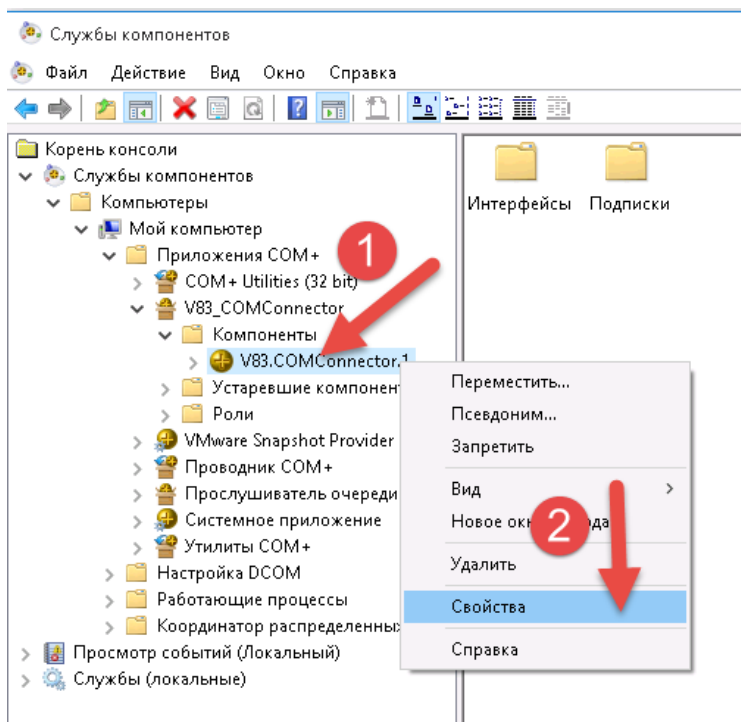 Службы компонентов
Файл Действие Вид Окно Справка
Корень консоли
Службы компонентов
Компьютеры
Мой компьютер
Приложения COM+
COM+ Utilities (32 bit)
V83_COMConnector
Компоненты
V83.COMConnector.1
Устаревшие
Роли
VMware Snapshot Provider
Проводник COM+
Прослушиватель очереди
Системное приложение
Утилиты COM+
Настройка DCOM
Работающие процессы
Координатор
Просмотр событий (Локальный)
Службы (локальные)
Интерфейсы Подписки
1
Переместить...
Псевдоним...
Запретить
Вид
Новое
2
Удалить
Свойства
Справка